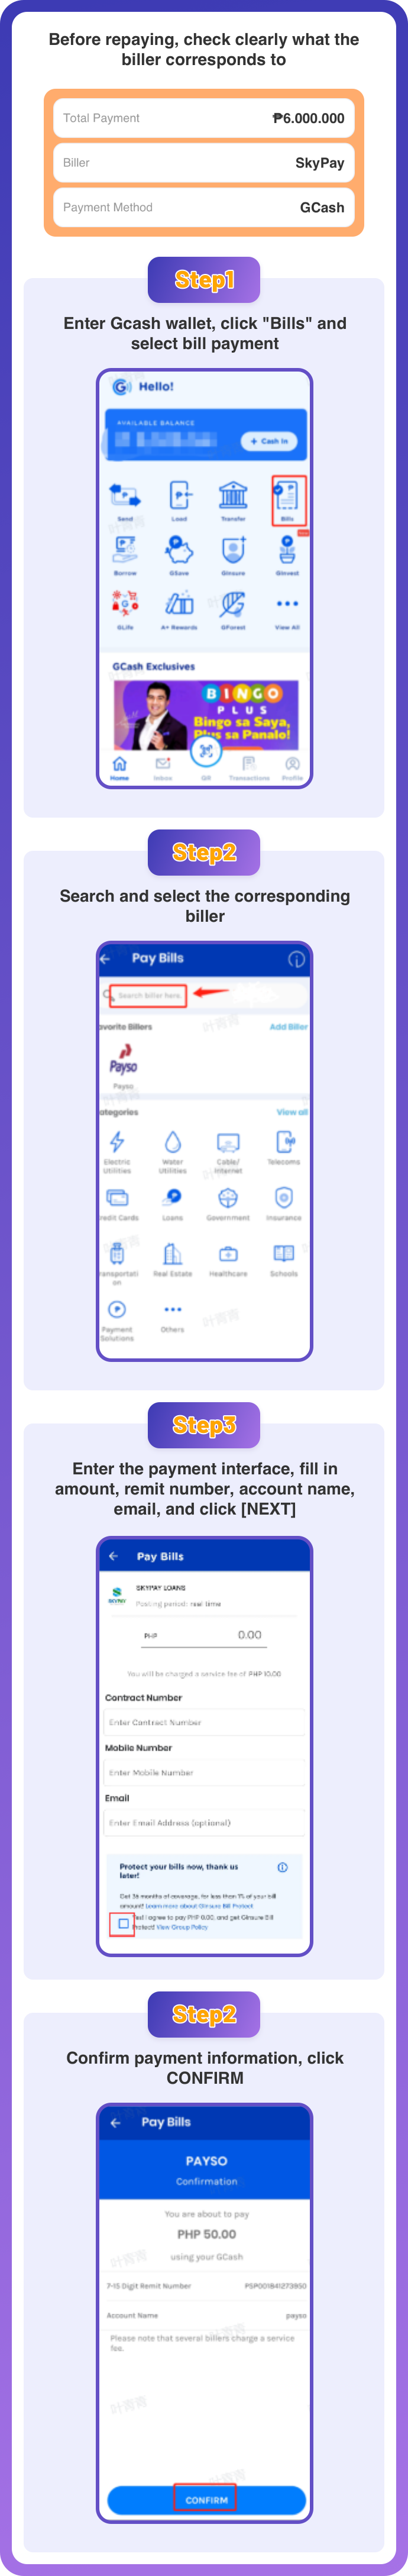 Before repaying, check clearly what the
biller corresponds to
Total Payment ₱6.000.000
Biller SkyPay
Payment Method GCash
Step1
Enter Gcash wallet, click "Bills" and
select bill payment
Hello!
AVAILABLE BALANCE
+ Cash In
Send Load Transfer Bills
Borrow GSave GInsure GInvest
GLife A+ Rewards GForest View All
GCash Exclusives
BINGO
PLUS
Bingo sa Saya,
Plus sa Panalo!
Home Inbox QR Transactions Profile
Step2
Search and select the corresponding
biller
Pay Bills
Search biller here.
avorite Billers Add Biller
Payso
Payso
ategories View all
Electric Water Cable/ Telecoms
Utilities Utilities Internet
redit Cards Loans Government Insurance
ransportati Real Estate Healthcare Schools
on
Payment Others
Solutions
叶霄霄
Step3
Enter the payment interface, fill in
amount, remit number, account name,
email, and click [NEXT]
Pay Bills
SKYPAY LOANS
SKYPAY
Posting period: real time
PHP 0.00
You will be charged a service fee of PHP 10.00
Contract Number
Enter Contract Number
Mobile Number
Enter Mobile Number
Email
Enter Email Address (optional)
Protect your bills now, thank us
later!
Get 36 months of coverage, for less than 1% of your bill
amount! Learn more about GInsure Bill Protect
Yes! I agree to pay PHP 0.00, and get GInsure Bill
Protect! View Group Policy
Step2
Confirm payment information, click
CONFIRM
Pay Bills
PAYSO
Confirmation
You are about to pay
PHP 50.00
using your GCash
7-15 Digit Remit Number PSP001841273950
Account Name payso
Please note that several billers charge a service
fee.
CONFIRM